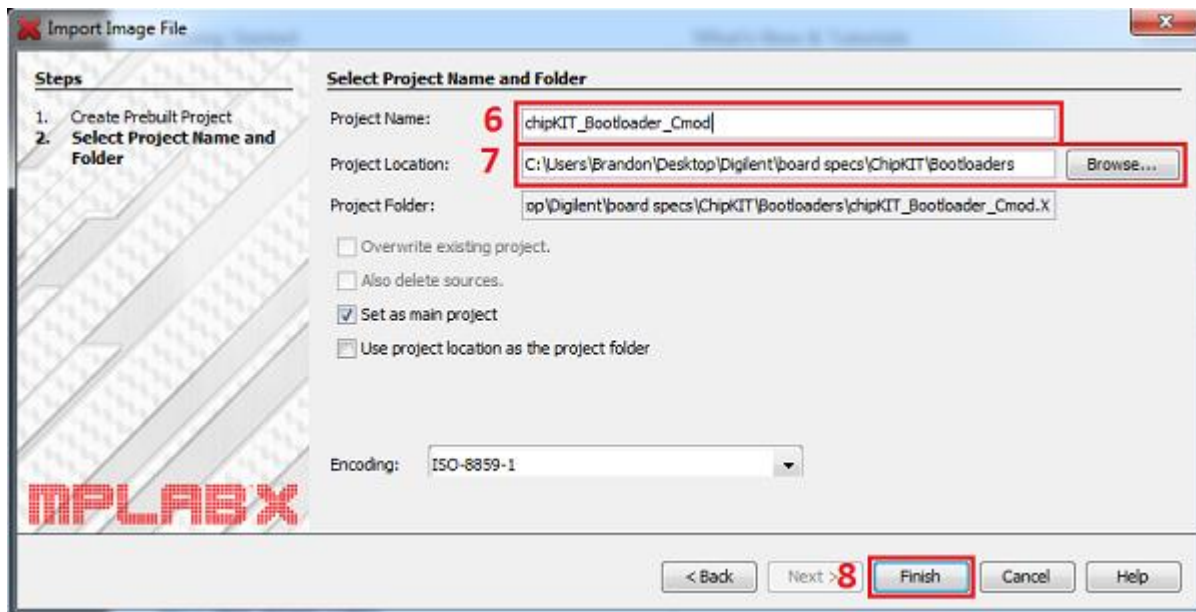 Import Image File
Steps
1. Create Prebuilt Project
2. Select Project Name and
Folder
Select Project Name and Folder
Project Name: 6 chipKIT_Bootloader_Cmod
Project Location: 7 C:\Users\Brandon\Desktop\Digilent\board specs\ChipKIT\Bootloaders Browse...
Project Folder: op\Digilent\board specs\ChipKIT\Bootloaders\chipKIT_Bootloader_Cmod.X
Overwrite existing project.
Also delete sources.
Set as main project
Use project location as the project folder
Encoding: ISO-8859-1
MPLABX
< Back Next > 8 Finish Cancel Help